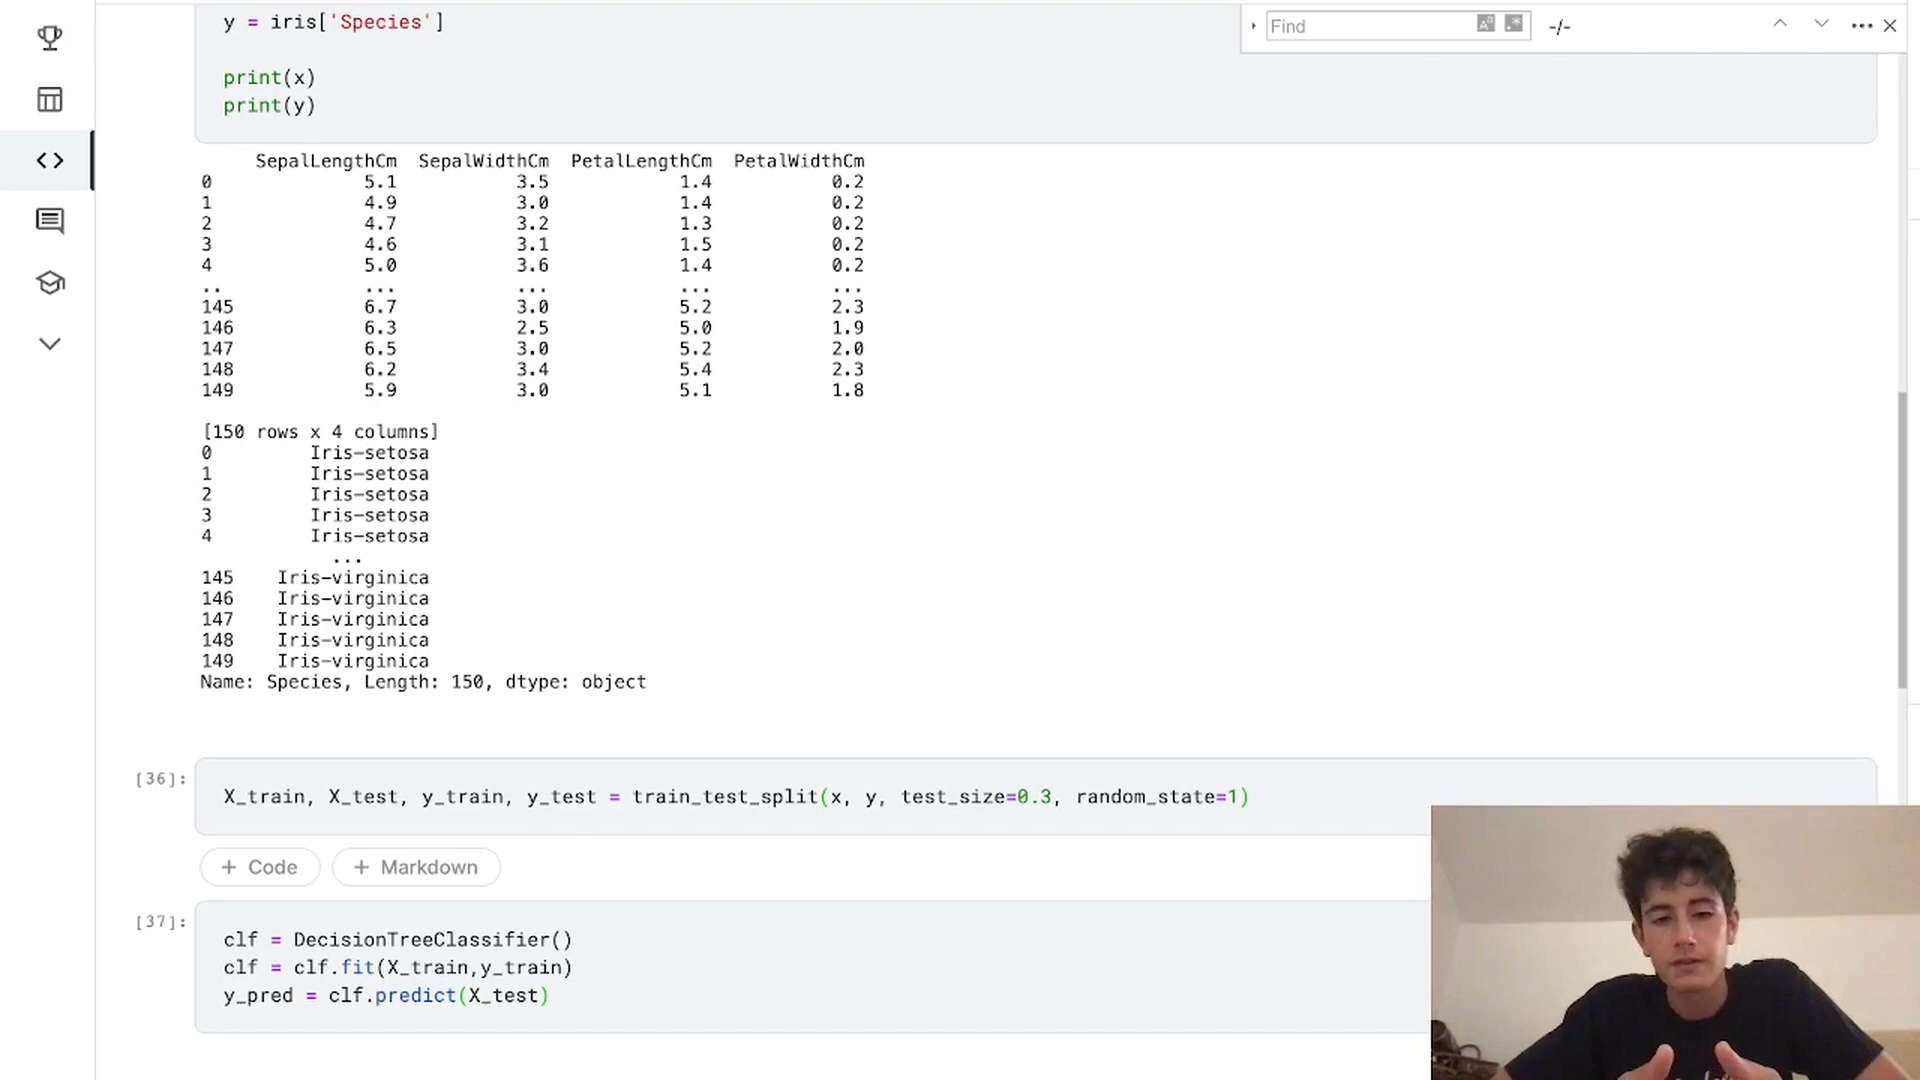 y = iris['Species']
Find
-/-
print(x)
print(y)
SepalLengthCm SepalWidthCm PetalLengthCm PetalWidthCm
0 5.1 3.5 1.4 0.2
1 4.9 3.0 1.4 0.2
2 4.7 3.2 1.3 0.2
3 4.6 3.1 1.5 0.2
4 5.0 3.6 1.4 0.2
.. ... ... ... ...
145 6.7 3.0 5.2 2.3
146 6.3 2.5 5.0 1.9
147 6.5 3.0 5.2 2.0
148 6.2 3.4 5.4 2.3
149 5.9 3.0 5.1 1.8
[150 rows x 4 columns]
0 Iris-setosa
1 Iris-setosa
2 Iris-setosa
3 Iris-setosa
4 Iris-setosa
...
145 Iris-virginica
146 Iris-virginica
147 Iris-virginica
148 Iris-virginica
149 Iris-virginica
Name: Species, Length: 150, dtype: object
[36]:
X_train, X_test, y_train, y_test = train_test_split(x, y, test_size=0.3, random_state=1)
+ Code + Markdown
[37]:
clf = DecisionTreeClassifier()
clf = clf.fit(X_train,y_train)
y_pred = clf.predict(X_test)